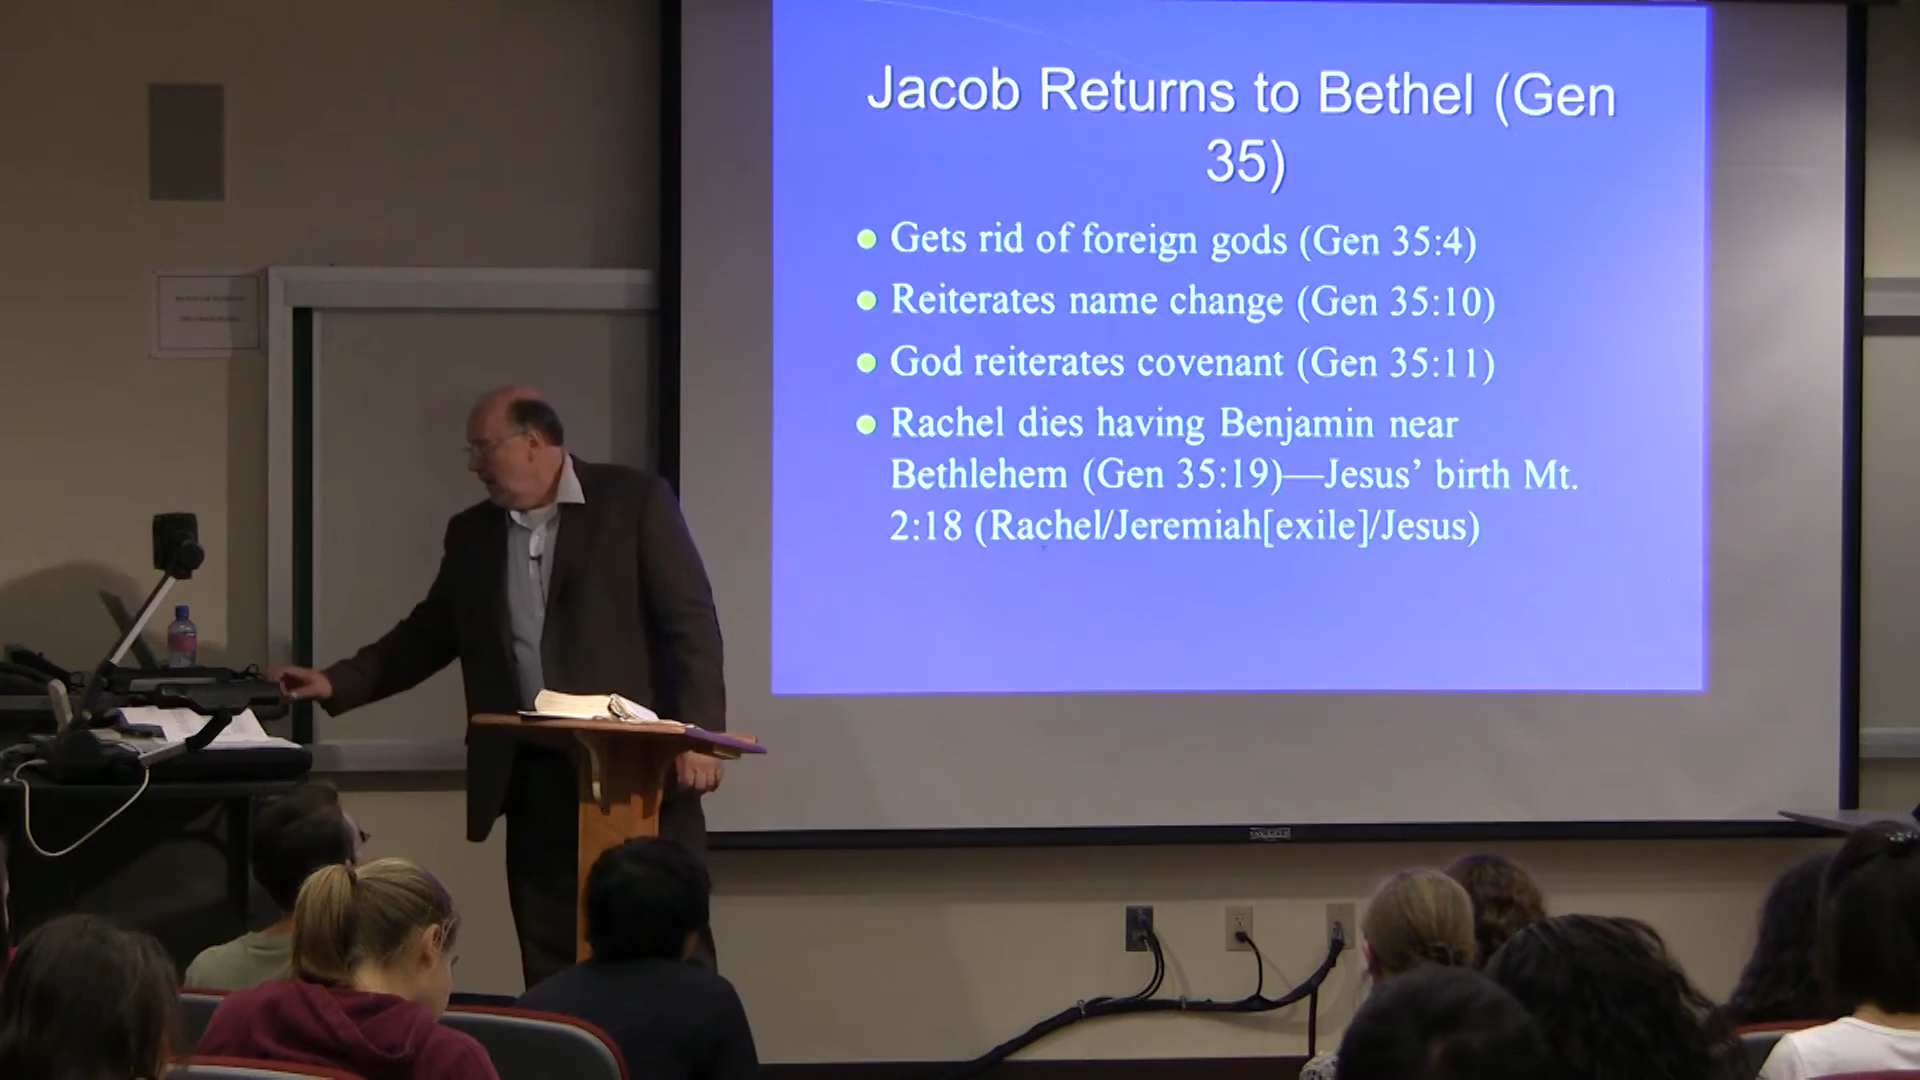 Jacob Returns to Bethel (Gen
35)
Gets rid of foreign gods (Gen 35:4)
Reiterates name change (Gen 35:10)
God reiterates covenant (Gen 35:11)
Rachel dies having Benjamin near
Bethlehem (Gen 35:19)—Jesus’ birth Mt.
2:18 (Rachel/Jeremiah[exile]/Jesus)